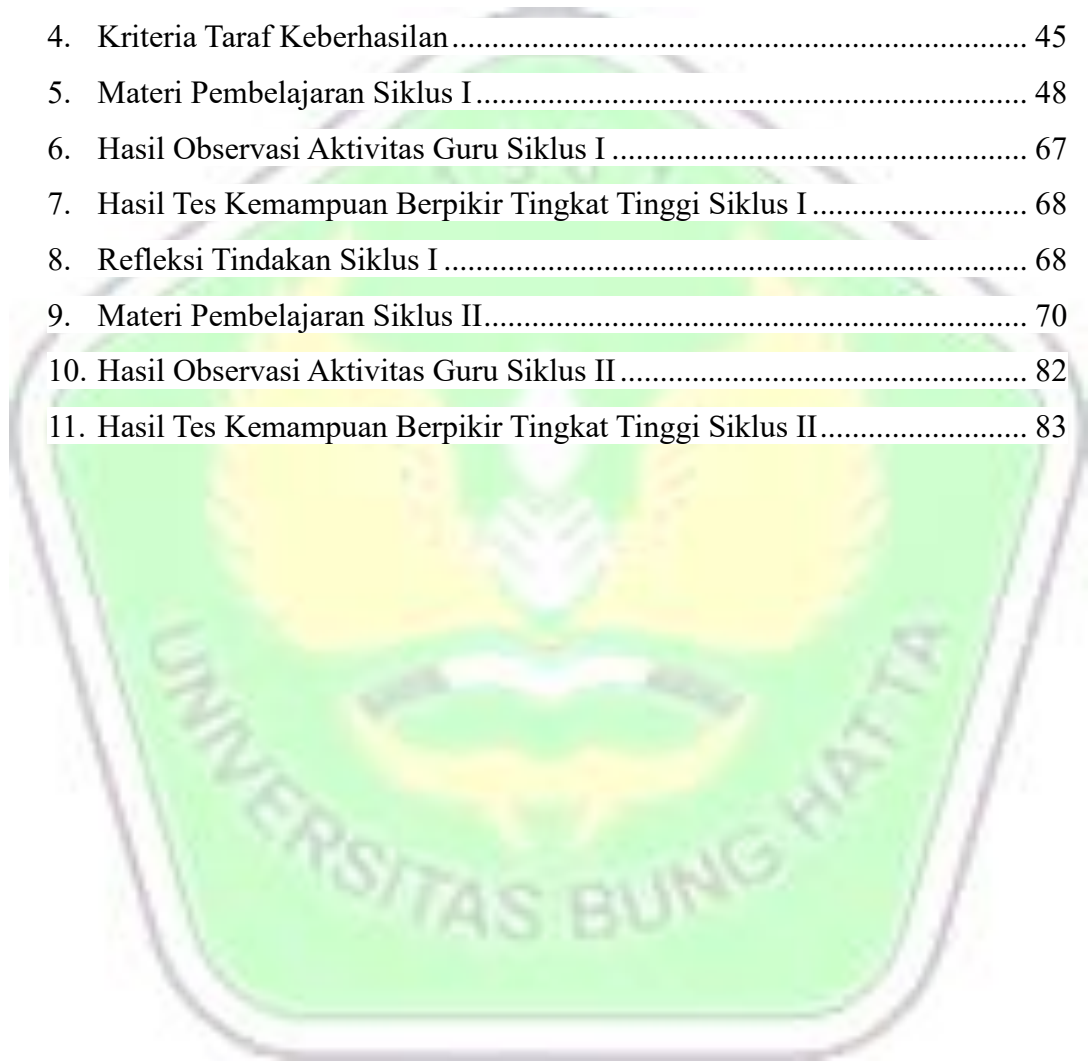 4. Kriteria Taraf Keberhasilan.......................................................................................... 45
5. Materi Pembelajaran Siklus I....................................................................................... 48
6. Hasil Observasi Aktivitas Guru Siklus I ..................................................................... 67
7. Hasil Tes Kemampuan Berpikir Tingkat Tinggi Siklus I................................... 68
8. Refleksi Tindakan Siklus I............................................................................................ 68
9. Materi Pembelajaran Siklus II...................................................................................... 70
10. Hasil Observasi Aktivitas Guru Siklus II.................................................................... 82
11. Hasil Tes Kemampuan Berpikir Tingkat Tinggi Siklus II.................................. 83
UNIVERSITAS BUNG HATTA